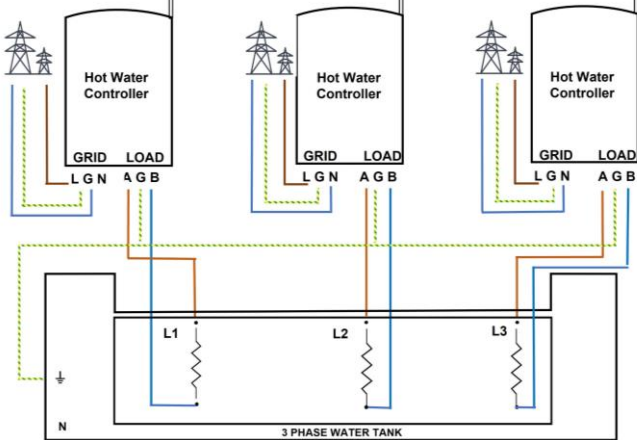 Hot Water
Controller
GRID LOAD
L G N A G B
Hot Water
Controller
GRID LOAD
L G N A G B
Hot Water
Controller
GRID LOAD
L G N A G B
L1
L2
L3
N
3 PHASE WATER TANK